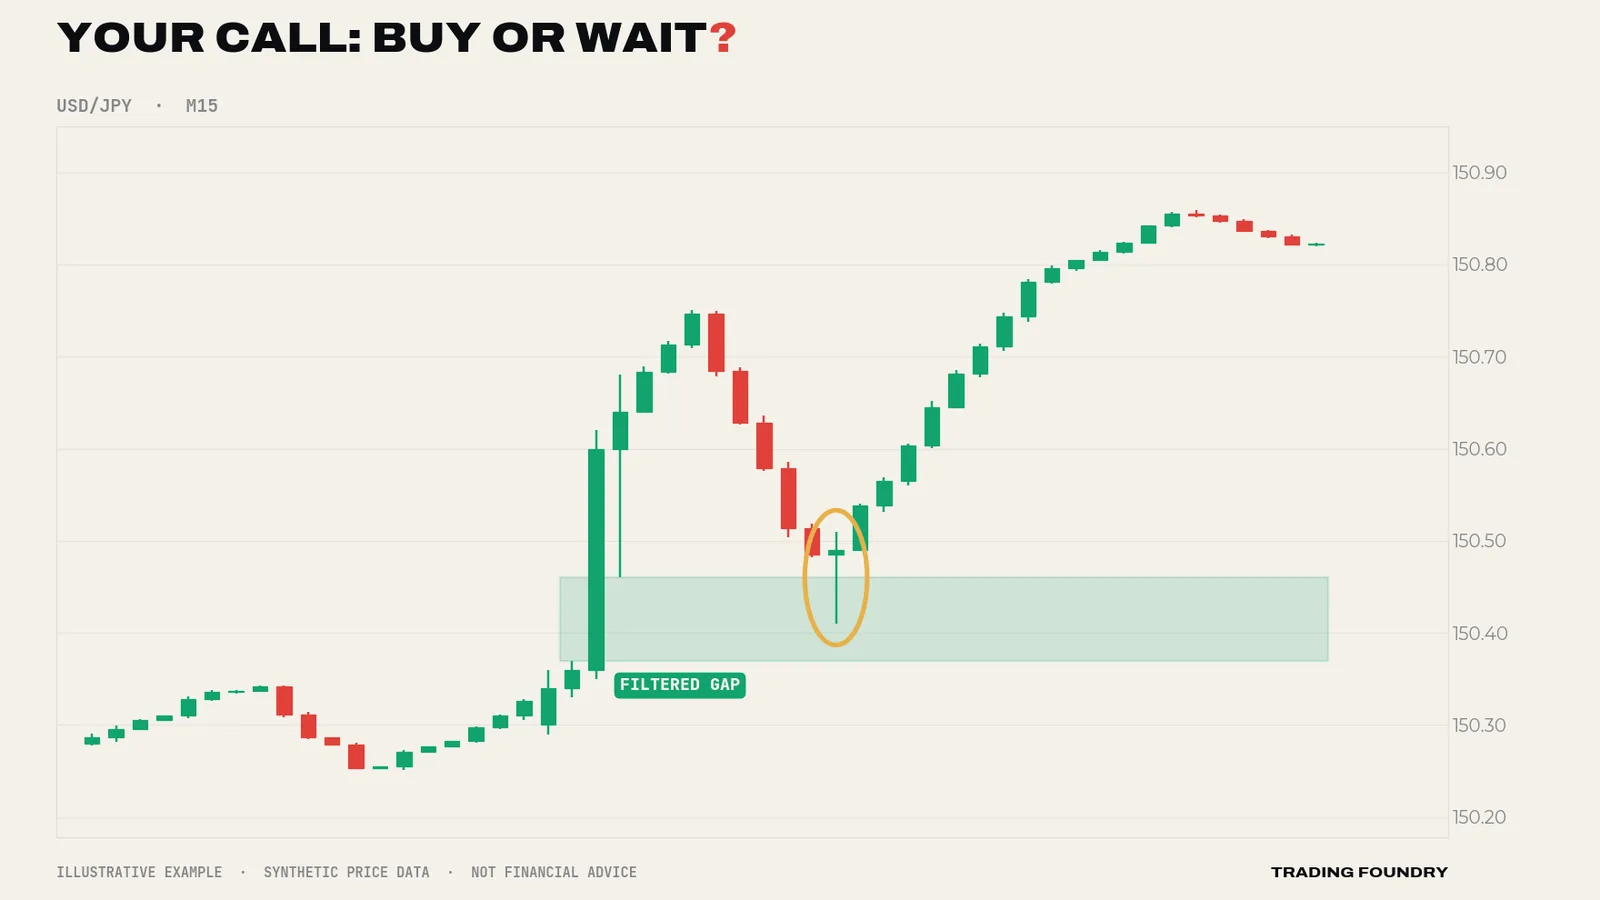 YOUR CALL: BUY OR WAIT?
USD/JPY · M15
150.90
150.80
150.70
150.60
150.50
150.40
150.30
150.20
FILTERED GAP
ILLUSTRATIVE EXAMPLE · SYNTHETIC PRICE DATA · NOT FINANCIAL ADVICE
TRADING FOUNDRY